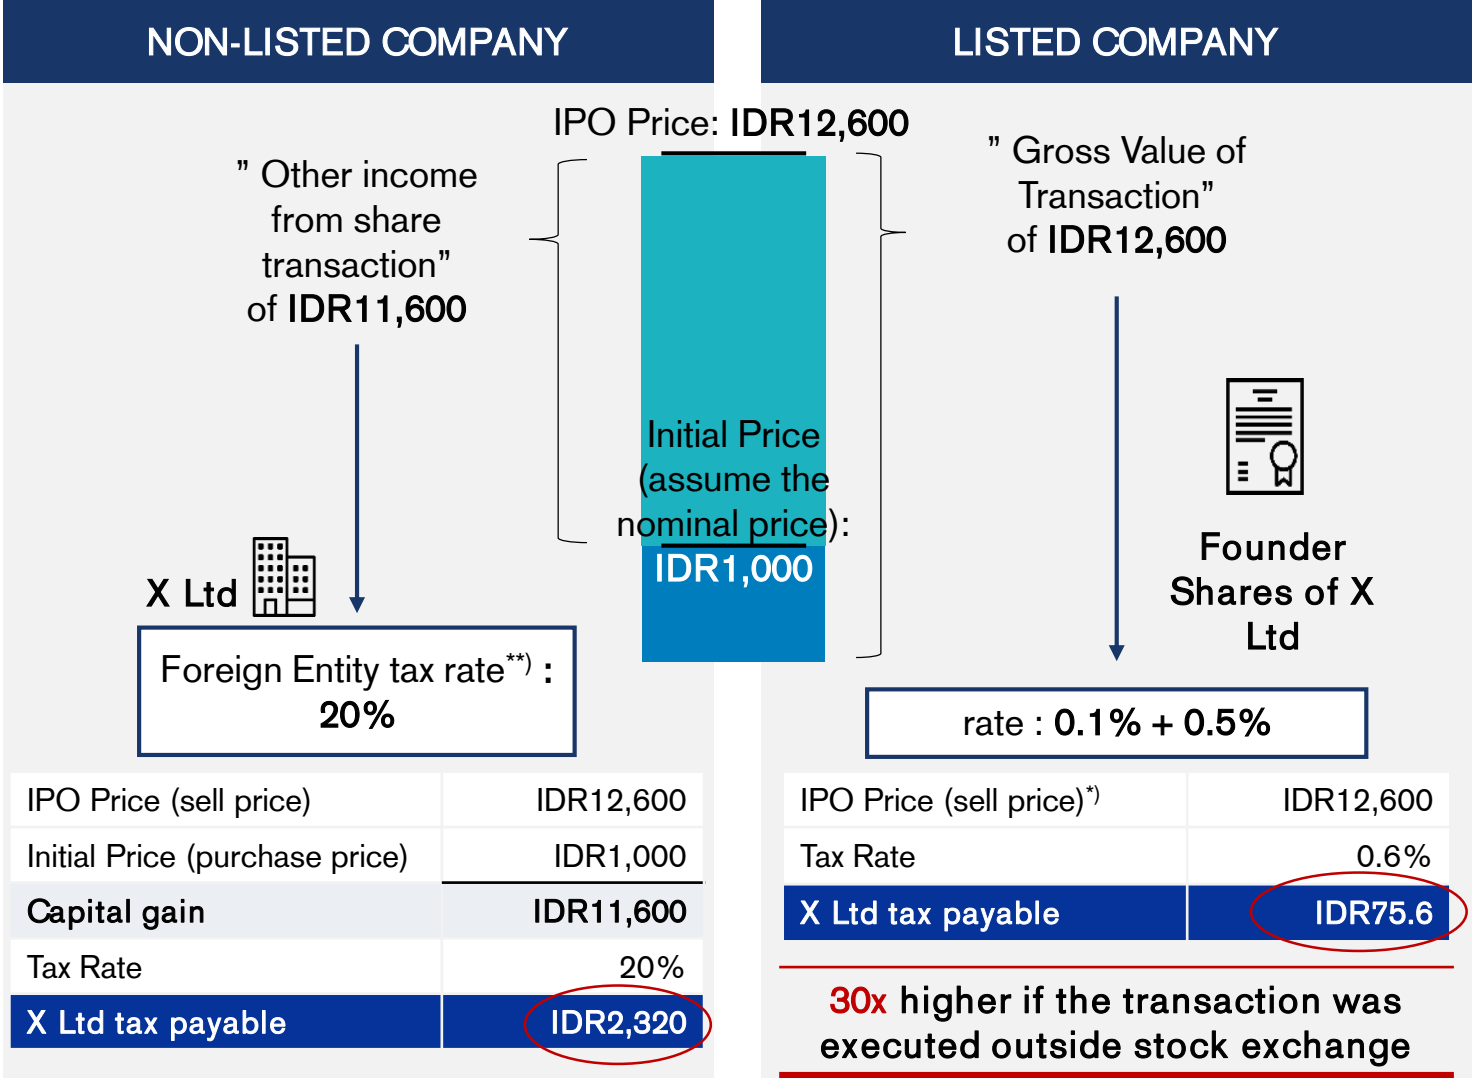 NON-LISTED COMPANY
LISTED COMPANY
IPO Price: IDR12,600
” Other income
from share
transaction”
of IDR11,600
” Gross Value of
Transaction”
of IDR12,600
Initial Price
(assume the
nominal price):
IDR1,000
X Ltd
Founder
Shares of X
Ltd
Foreign Entity tax rate**) :
20%
rate : 0.1% + 0.5%
IPO Price (sell price) IDR12,600
Initial Price (purchase price) IDR1,000
Capital gain IDR11,600
Tax Rate 20%
X Ltd tax payable IDR2,320
IPO Price (sell price)*) IDR12,600
Tax Rate 0.6%
X Ltd tax payable IDR75.6
30x higher if the transaction was
executed outside stock exchange